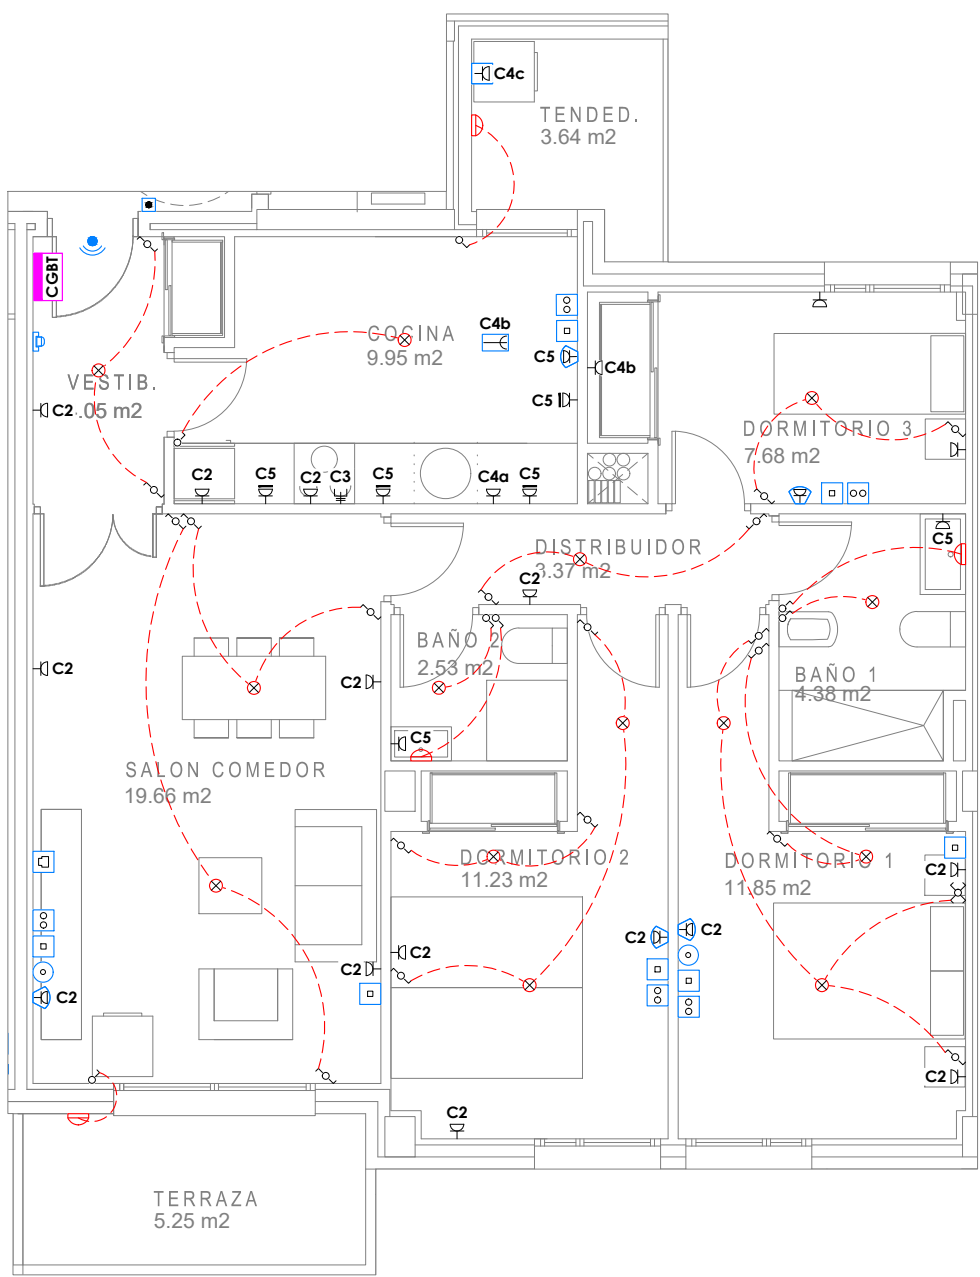 C4c
TENDED.
3.64 m2
CGBT
COCINA
9.95 m2
C4b
C5
C4b
C5
VESTIB.
.05 m2
C2
DORMITORIO 3
7.68 m2
C2
C5
C2
C3
C5
C4a
C5
DISTRIBUIDOR
3.37 m2
C5
C2
BAÑO 2
2.53 m2
C2
C2
BAÑO 1
4.38 m2
C5
SALON COMEDOR
19.66 m2
DORMITORIO 2
11.23 m2
DORMITORIO 1
11.85 m2
C2
C2
C2
C2
C2
C2
C2
C2
C2
TERRAZA
5.25 m2